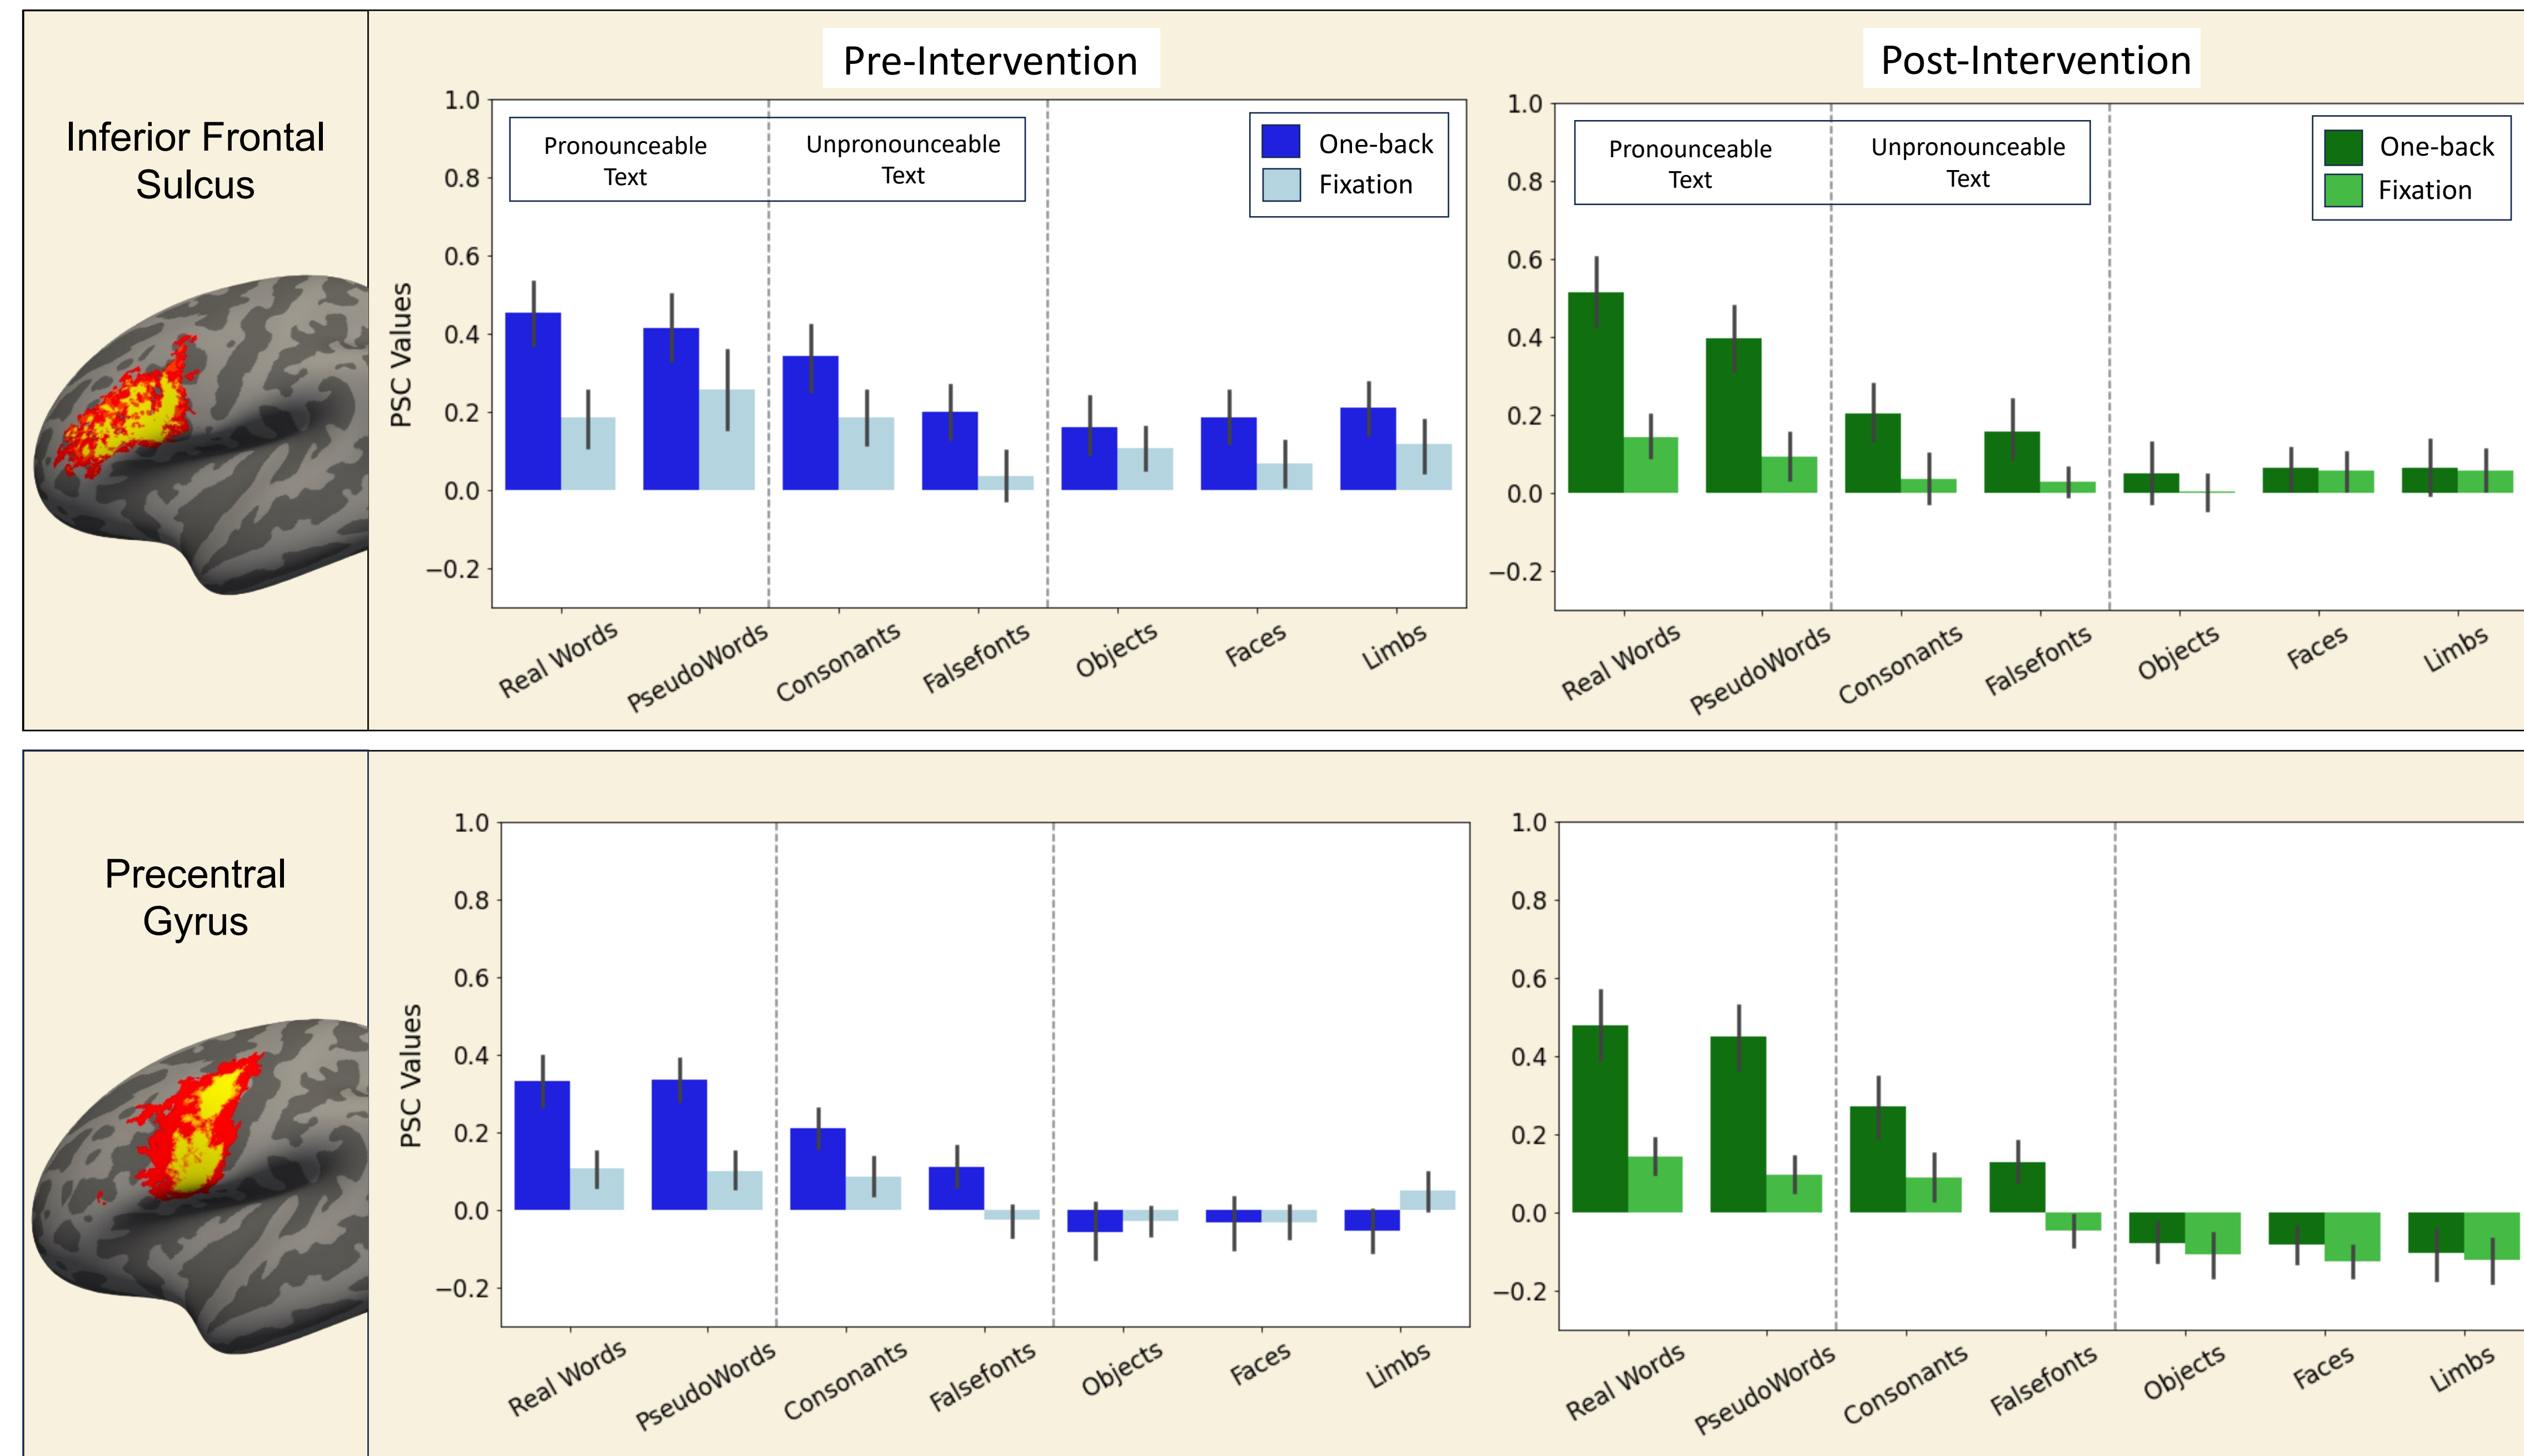 Inferior Frontal
Sulcus
Pre-Intervention
1.0
0.8
0.6
0.4
0.2
0.0
−0.2
PSC Values
Pronounceable
Text
Unpronounceable
Text
One-back
Fixation
Real Words
PseudoWords
Consonants
Falsefonts
Objects
Faces
Limbs
Post-Intervention
1.0
0.8
0.6
0.4
0.2
0.0
−0.2
Pronounceable
Text
Unpronounceable
Text
One-back
Fixation
Real Words
PseudoWords
Consonants
Falsefonts
Objects
Faces
Limbs
Precentral
Gyrus
1.0
0.8
0.6
0.4
0.2
0.0
−0.2
PSC Values
Real Words
PseudoWords
Consonants
Falsefonts
Objects
Faces
Limbs
1.0
0.8
0.6
0.4
0.2
0.0
−0.2
Real Words
PseudoWords
Consonants
Falsefonts
Objects
Faces
Limbs